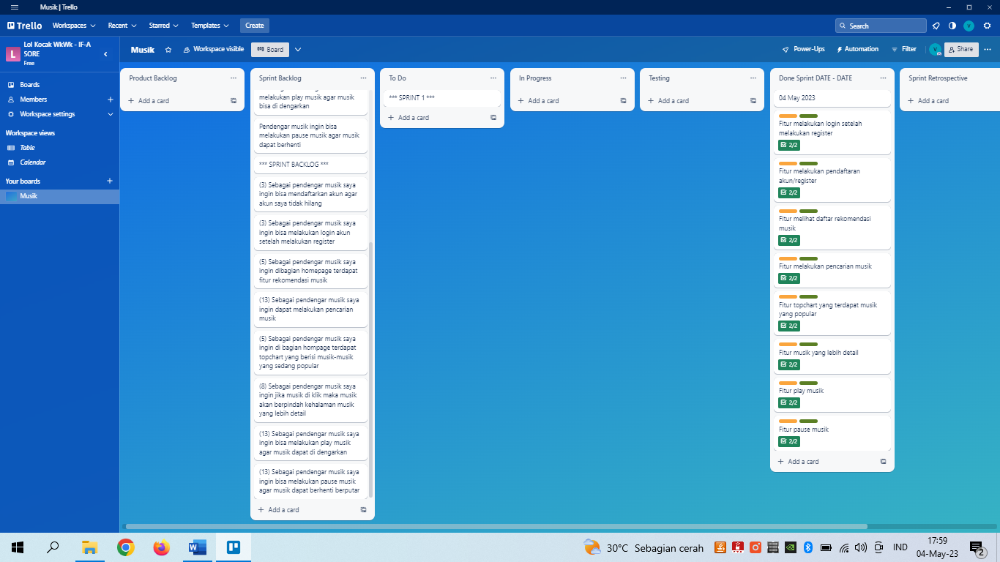 Musik | Trello
Trello
Workspaces
Recent
Starred
Templates
Create
Search
V
L
Lol Kocak WkWk - IF-A
SORE
Free
Boards
Members
Workspace settings
Workspace views
Table
Calendar
Your boards
Musik
Musik
Workspace visible
Board
Power-Ups
Automation
Filter
V
Share
Product Backlog
Add a card
Sprint Backlog
melakukan play musik agar musik
bisa di dengarkan
Pendengar musik ingin bisa
melakukan pause musik agar musik
dapat berhenti
*** SPRINT BACKLOG ***
(3) Sebagai pendengar musik saya
ingin bisa mendaftarkan akun agar
akun saya tidak hilang
(3) Sebagai pendengar musik saya
ingin bisa melakukan login akun
setelah melakukan register
(5) Sebagai pendengar musik saya
ingin dibagian homepage terdapat
fitur rekomendasi musik
(13) Sebagai pendengar musik saya
ingin dapat melakukan pencarian
musik
(5) Sebagai pendengar musik saya
ingin di bagian hompage terdapat
topchart yang berisi musik-musik
yang sedang popular
(8) Sebagai pendengar musik saya
ingin jika musik di klik maka musik
akan berpindah kehalaman musik
yang lebih detail
(13) Sebagai pendengar musik saya
ingin bisa melakukan play musik
agar musik dapat di dengarkan
(13) Sebagai pendengar musik saya
ingin bisa melakukan pause musik
agar musik dapat berhenti berputar
Add a card
To Do
*** SPRINT 1 ***
Add a card
In Progress
Add a card
Testing
Add a card
Done Sprint DATE - DATE
04 May 2023
Fitur melakukan login setelah
melakukan register
2/2
Fitur melakukan pendaftaran
akun/register
2/2
Fitur melihat daftar rekomendasi
musik
2/2
Fitur melakukan pencarian musik
2/2
Fitur topchart yang terdapat musik
yang popular
2/2
Fitur musik yang lebih detail
2/2
Fitur play musik
2/2
Fitur pause musik
2/2
Add a card
Sprint Retrospective
Add a card
30°C Sebagian cerah
IND
17:59
04-May-23
2